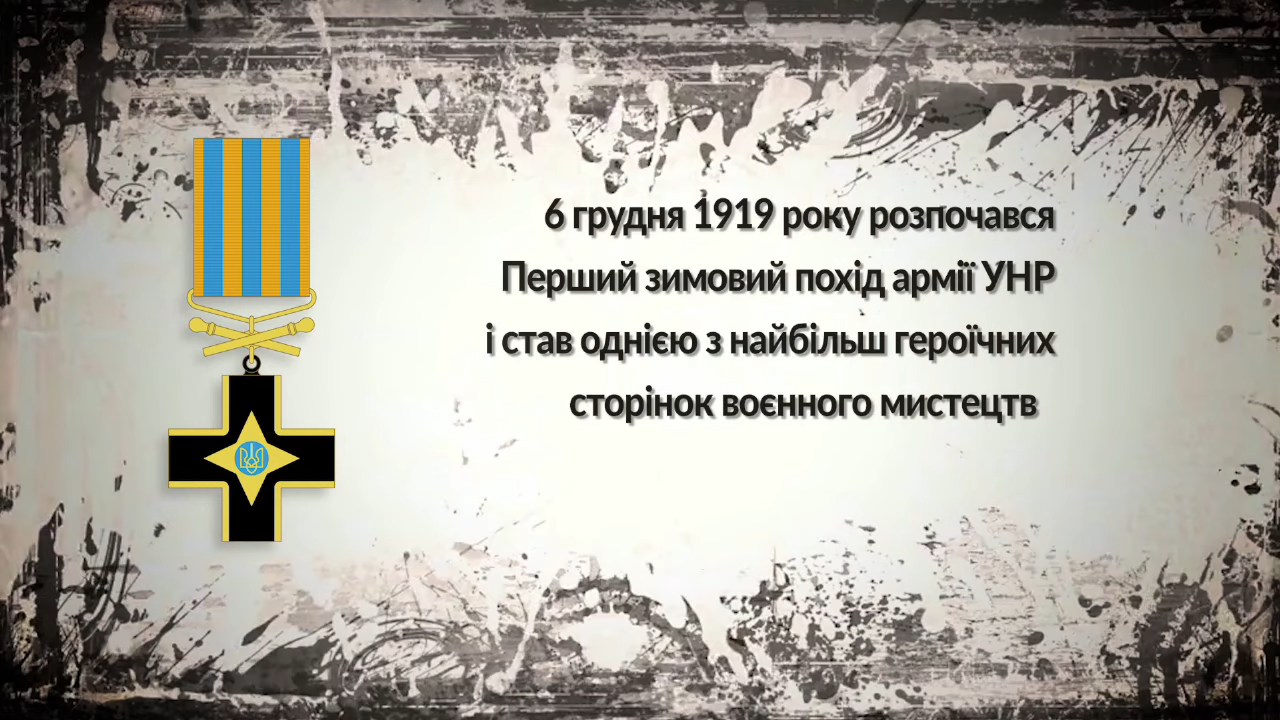 6 грудня 1919 року розпочався
Перший зимовий похід армії УНР
і став однією з найбільш героїчних
сторінок воєнного мистецтв